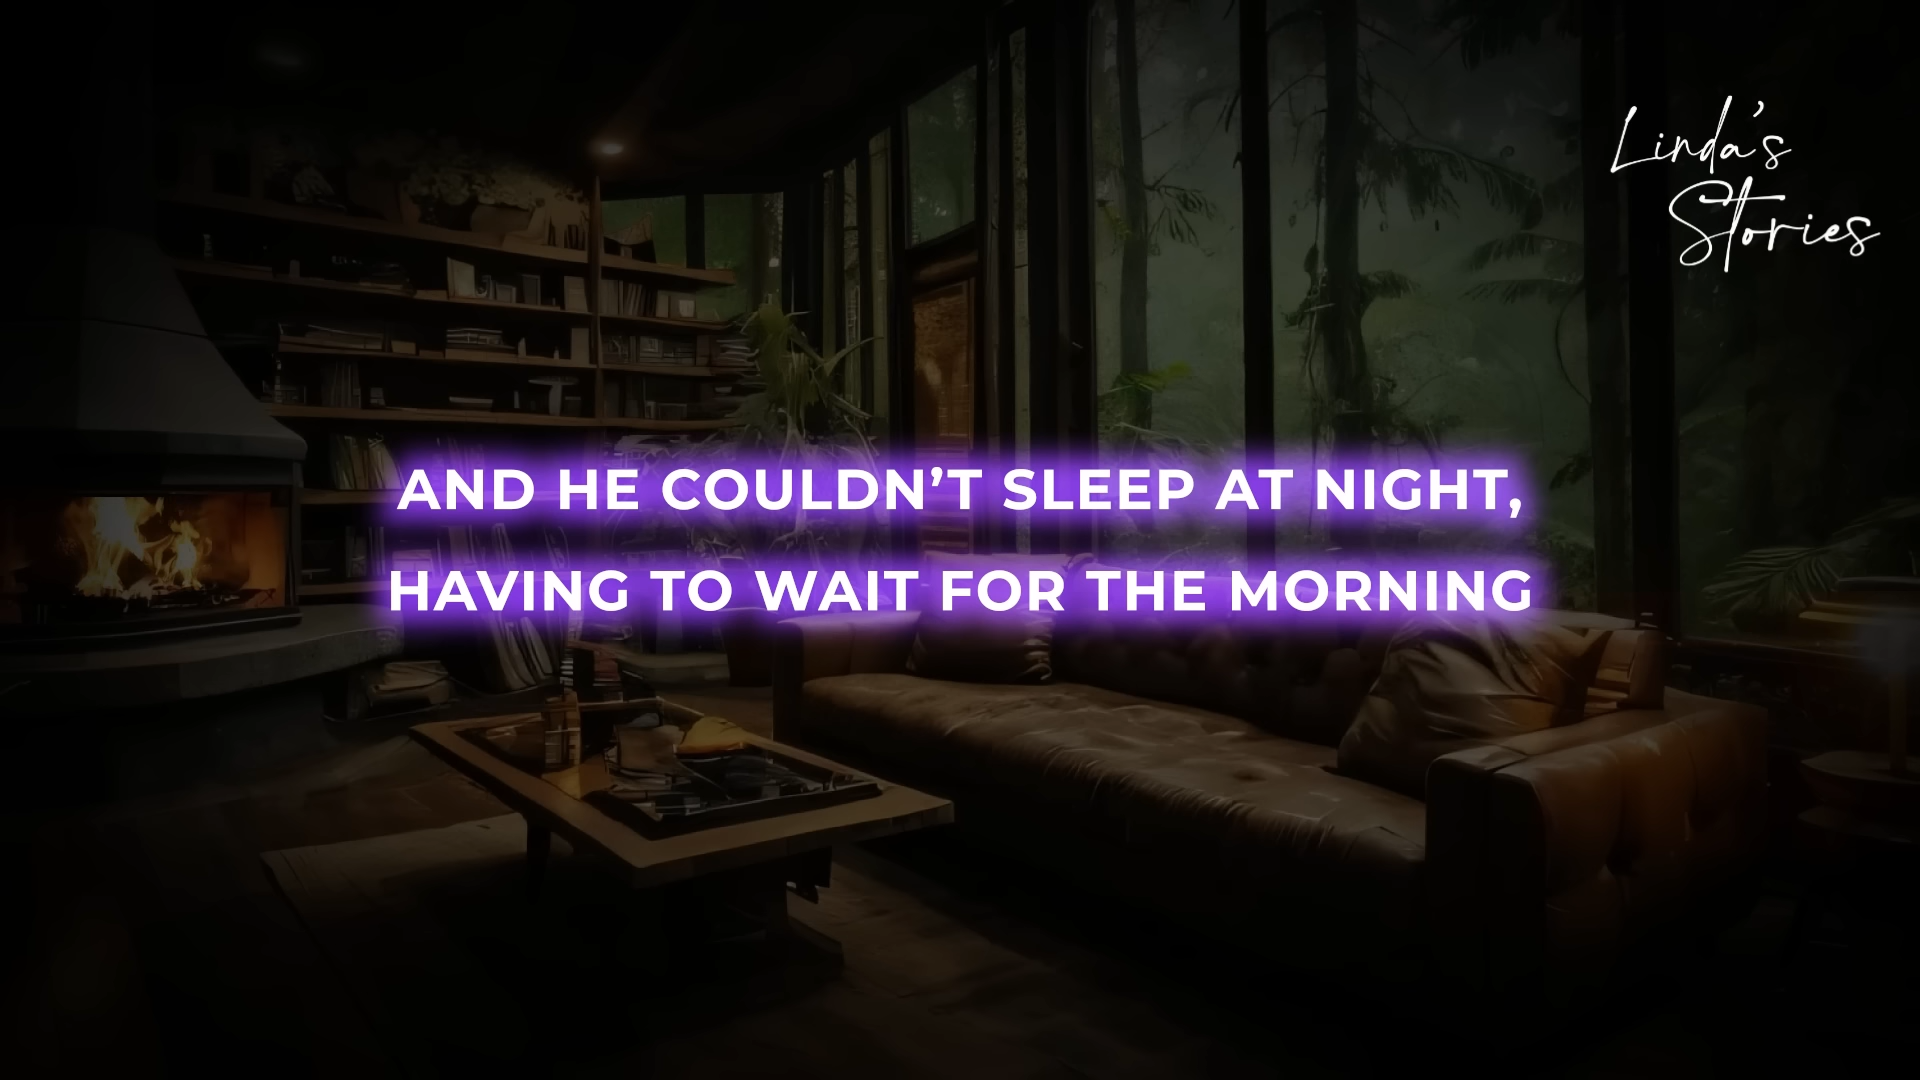 Linda's
Stories
AND HE COULDN’T SLEEP AT NIGHT,
HAVING TO WAIT FOR THE MORNING